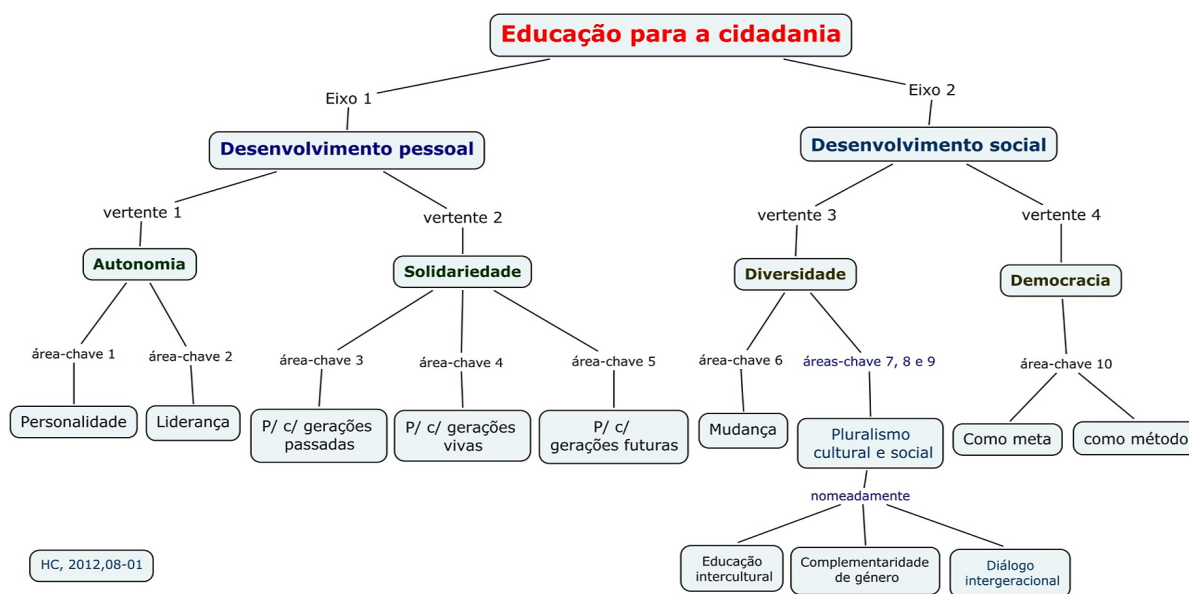 Educação para a cidadania
Eixo 1
Eixo 2
Desenvolvimento pessoal
Desenvolvimento social
vertente 1
vertente 2
vertente 3
vertente 4
Autonomia
Solidariedade
Diversidade
Democracia
área-chave 1
área-chave 2
área-chave 3
área-chave 4
área-chave 5
área-chave 6
áreas-chave 7, 8 e 9
área-chave 10
Personalidade
Liderança
P/ c/ gerações
passadas
P/ c/ gerações
vivas
P/ c/
gerações futuras
Mudança
Pluralismo
cultural e social
Como meta
como método
nomeadamente
Educação
intercultural
Complementaridade
de género
Diálogo
intergeracional
HC, 2012,08-01